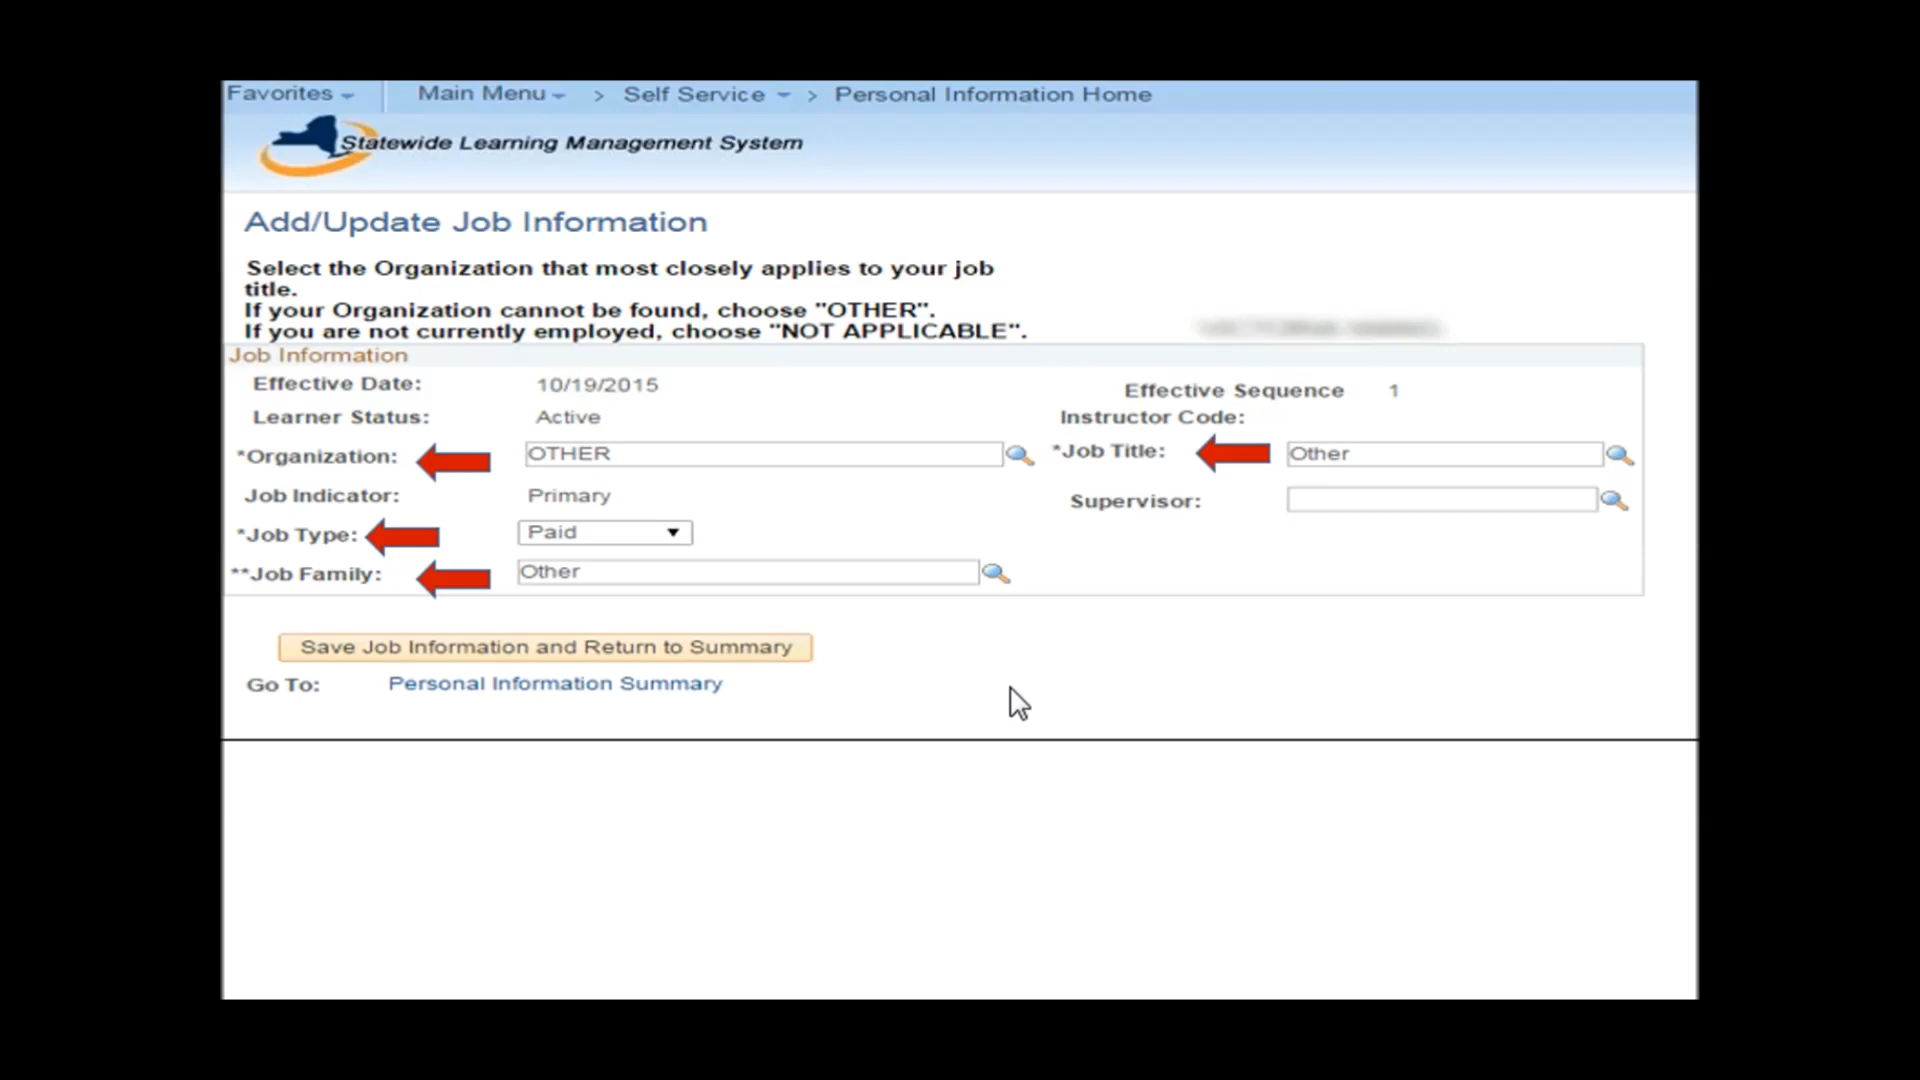 Favorites Main Menu > Self Service > Personal Information Home
Statewide Learning Management System
Add/Update Job Information
Select the Organization that most closely applies to your job
title.
If your Organization cannot be found, choose "OTHER".
If you are not currently employed, choose "NOT APPLICABLE".
Job Information
Effective Date: 10/19/2015 Effective Sequence 1
Learner Status: Active Instructor Code:
*Organization: OTHER *Job Title: Other
Job Indicator: Primary Supervisor:
*Job Type: Paid
**Job Family: Other
Save Job Information and Return to Summary
Go To: Personal Information Summary